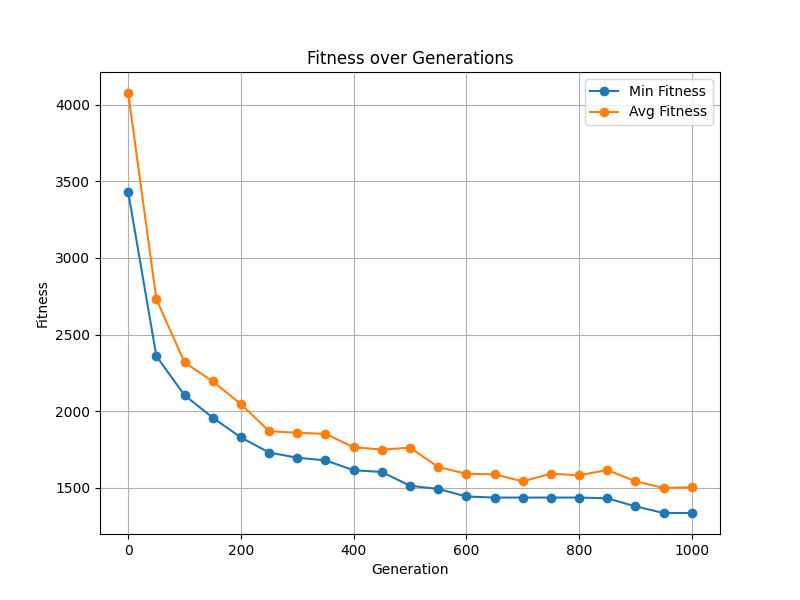 Fitness over Generations
Min Fitness
Avg Fitness
Fitness
4000
3500
3000
2500
2000
1500
0 200 400 600 800 1000
Generation